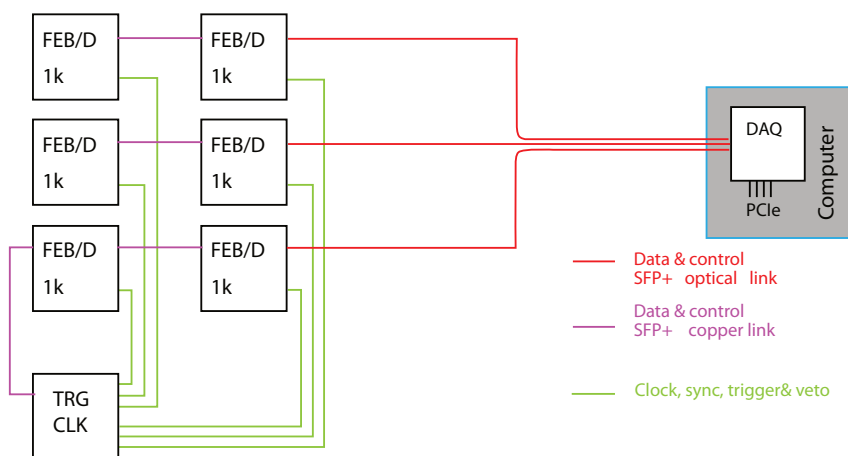 FEB/D
1k
FEB/D
1k
FEB/D
1k
FEB/D
1k
FEB/D
1k
FEB/D
1k
TRG
CLK
DAQ
PCIe
Computer
Data & control
SFP+ optical link
Data & control
SFP+ copper link
Clock, sync, trigger& veto